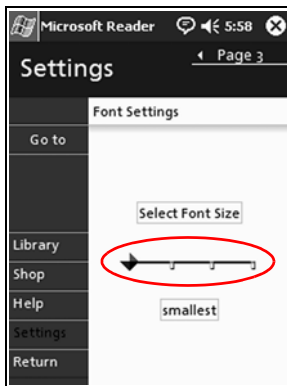 Microsoft Reader 5:58
Settings
Page 3
Font Settings
Go to
Select Font Size
Library
Shop
Help
smallest
Settings
Return